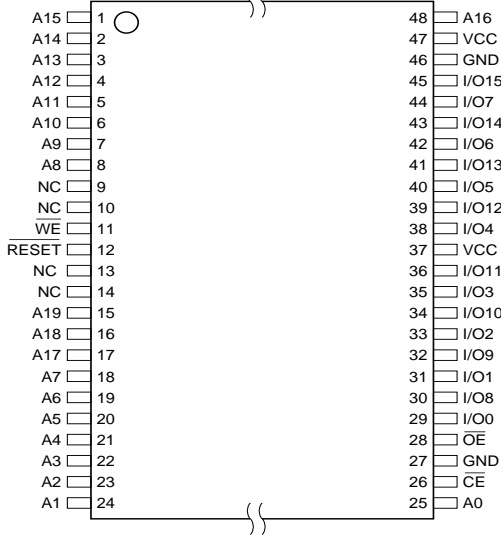 A15 1 48 A16
A14 2 47 VCC
A13 3 46 GND
A12 4 45 I/O15
A11 5 44 I/O7
A10 6 43 I/O14
A9 7 42 I/O6
A8 8 41 I/O13
NC 9 40 I/O5
NC 10 39 I/O12
WE 11 38 I/O4
RESET 12 37 VCC
NC 13 36 I/O11
NC 14 35 I/O3
A19 15 34 I/O10
A18 16 33 I/O2
A17 17 32 I/O9
A7 18 31 I/O1
A6 19 30 I/O8
A5 20 29 I/O0
A4 21 28 OE
A3 22 27 GND
A2 23 26 CE
A1 24 25 A0